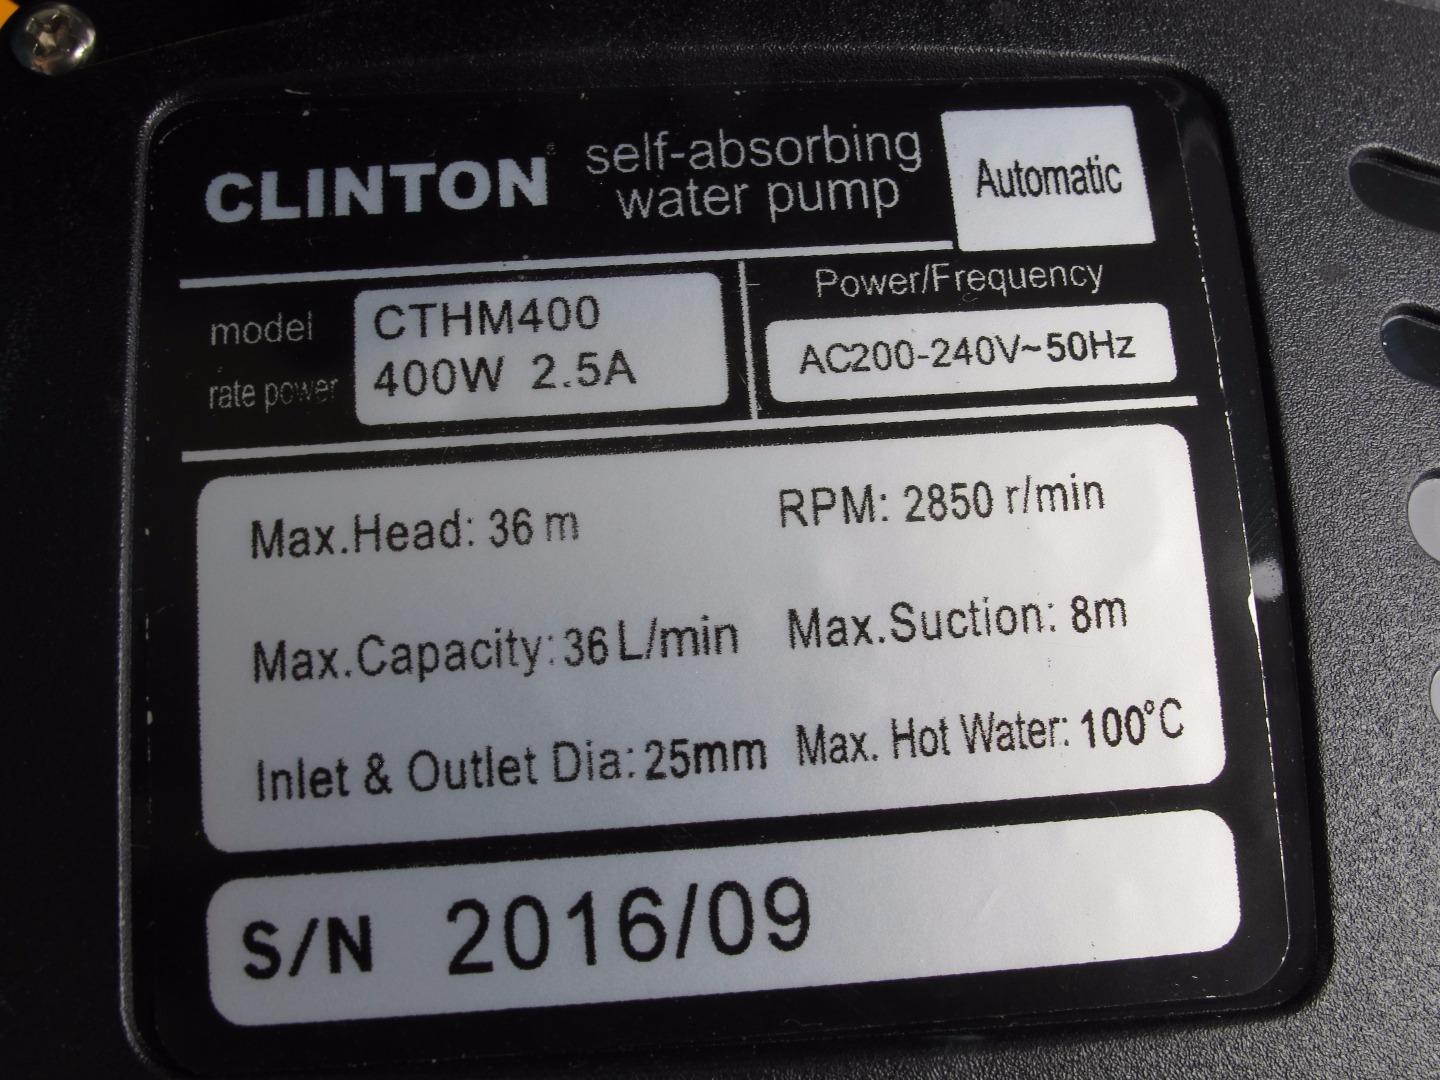 CLINTON® self-absorbing
water pump
Automatic
model CTHM400
rate power 400W 2.5A
Power/Frequency
AC200-240V~50Hz
Max.Head: 36 m
RPM: 2850 r/min
Max.Capacity: 36 L/min
Max.Suction: 8m
Inlet & Outlet Dia: 25mm
Max. Hot Water: 100°C
S/N 2016/09